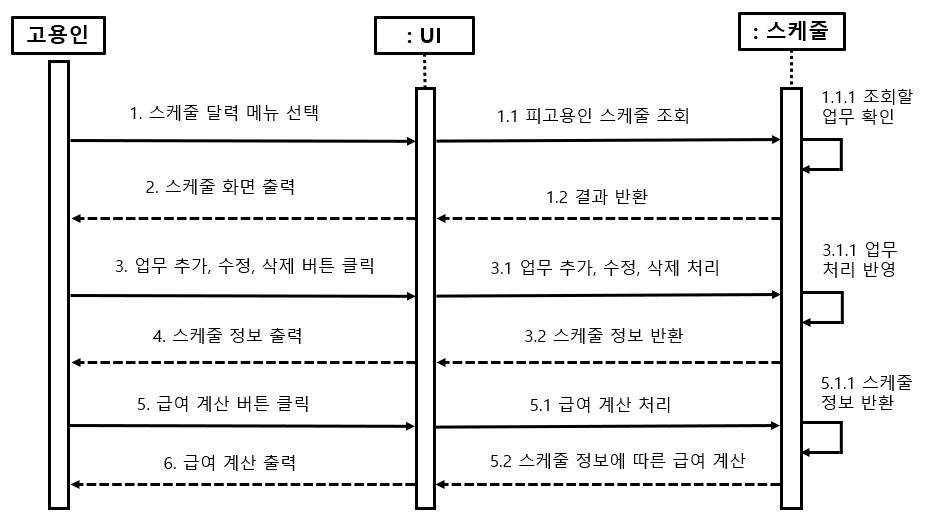 고용인
: UI
: 스케줄
1. 스케줄 달력 메뉴 선택
1.1 피고용인 스케줄 조회
1.1.1 조회할
업무 확인
2. 스케줄 화면 출력
1.2 결과 반환
3. 업무 추가, 수정, 삭제 버튼 클릭
3.1 업무 추가, 수정, 삭제 처리
3.1.1 업무
처리 반영
4. 스케줄 정보 출력
3.2 스케줄 정보 반환
5. 급여 계산 버튼 클릭
5.1 급여 계산 처리
5.1.1 스케줄
정보 반환
6. 급여 계산 출력
5.2 스케줄 정보에 따른 급여 계산